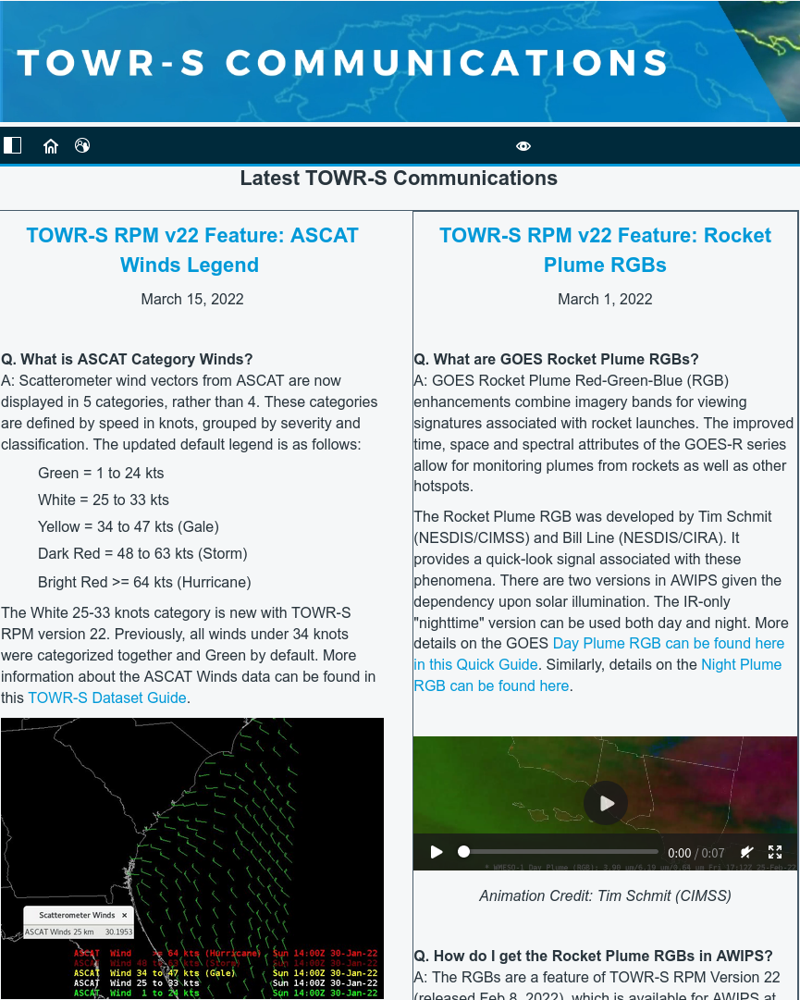 TOWR-S COMMUNICATIONS
Latest TOWR-S Communications
TOWR-S RPM v22 Feature: ASCAT
Winds Legend
March 15, 2022
Q. What is ASCAT Category Winds?
A: Scatterometer wind vectors from ASCAT are now
displayed in 5 categories, rather than 4. These categories
are defined by speed in knots, grouped by severity and
classification. The updated default legend is as follows:
Green = 1 to 24 kts
White = 25 to 33 kts
Yellow = 34 to 47 kts (Gale)
Dark Red = 48 to 63 kts (Storm)
Bright Red >= 64 kts (Hurricane)
The White 25-33 knots category is new with TOWR-S
RPM version 22. Previously, all winds under 34 knots
were categorized together and Green by default. More
information about the ASCAT Winds data can be found in
this TOWR-S Dataset Guide.
Scatterometer Winds ×
ASCAT Winds 25 km 30.1953
ASCAT Wind >= 64 kts (Hurricane) Sun 14:00Z 30-Jan-22
ASCAT Wind 48 to 63 kts (Storm) Sun 14:00Z 30-Jan-22
ASCAT Wind 34 to 47 kts (Gale) Sun 14:00Z 30-Jan-22
ASCAT Wind 25 to 33 kts Sun 14:00Z 30-Jan-22
ASCAT Wind 1 to 24 kts Sun 14:00Z 30-Jan-22
TOWR-S RPM v22 Feature: Rocket
Plume RGBs
March 1, 2022
Q. What are GOES Rocket Plume RGBs?
A: GOES Rocket Plume Red-Green-Blue (RGB)
enhancements combine imagery bands for viewing
signatures associated with rocket launches. The improved
time, space and spectral attributes of the GOES-R series
allow for monitoring plumes from rockets as well as other
hotspots.
The Rocket Plume RGB was developed by Tim Schmit
(NESDIS/CIMSS) and Bill Line (NESDIS/CIRA). It
provides a quick-look signal associated with these
phenomena. There are two versions in AWIPS given the
dependency upon solar illumination. The IR-only
"nighttime" version can be used both day and night. More
details on the GOES Day Plume RGB can be found here
in this Quick Guide. Similarly, details on the Night Plume
RGB can be found here.
0:00 / 0:07
* WMESO-1 Day Plume (RGB): 3.90 um/6.19 um/0.64 um Fri 17:12Z 25-Feb-22
Animation Credit: Tim Schmit (CIMSS)
Q. How do I get the Rocket Plume RGBs in AWIPS?
A: The RGBs are a feature of TOWR-S RPM Version 22
(released Feb 8, 2022), which is available for AWIPS at